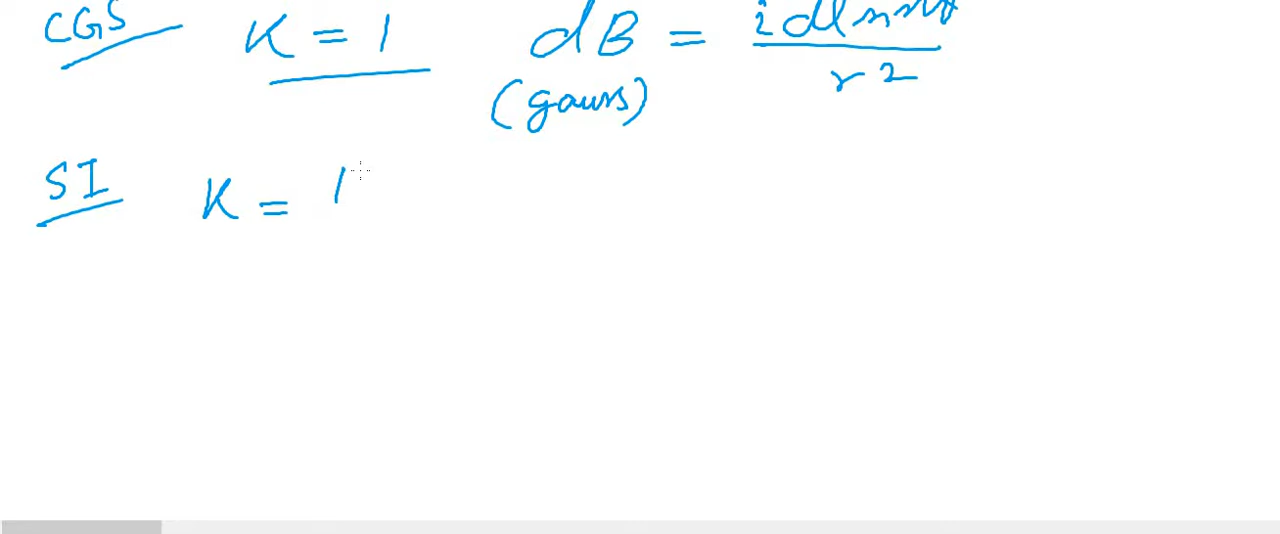 CGS K = 1 dB = i dl sinθ / r²
(gauss)
SI K = 1